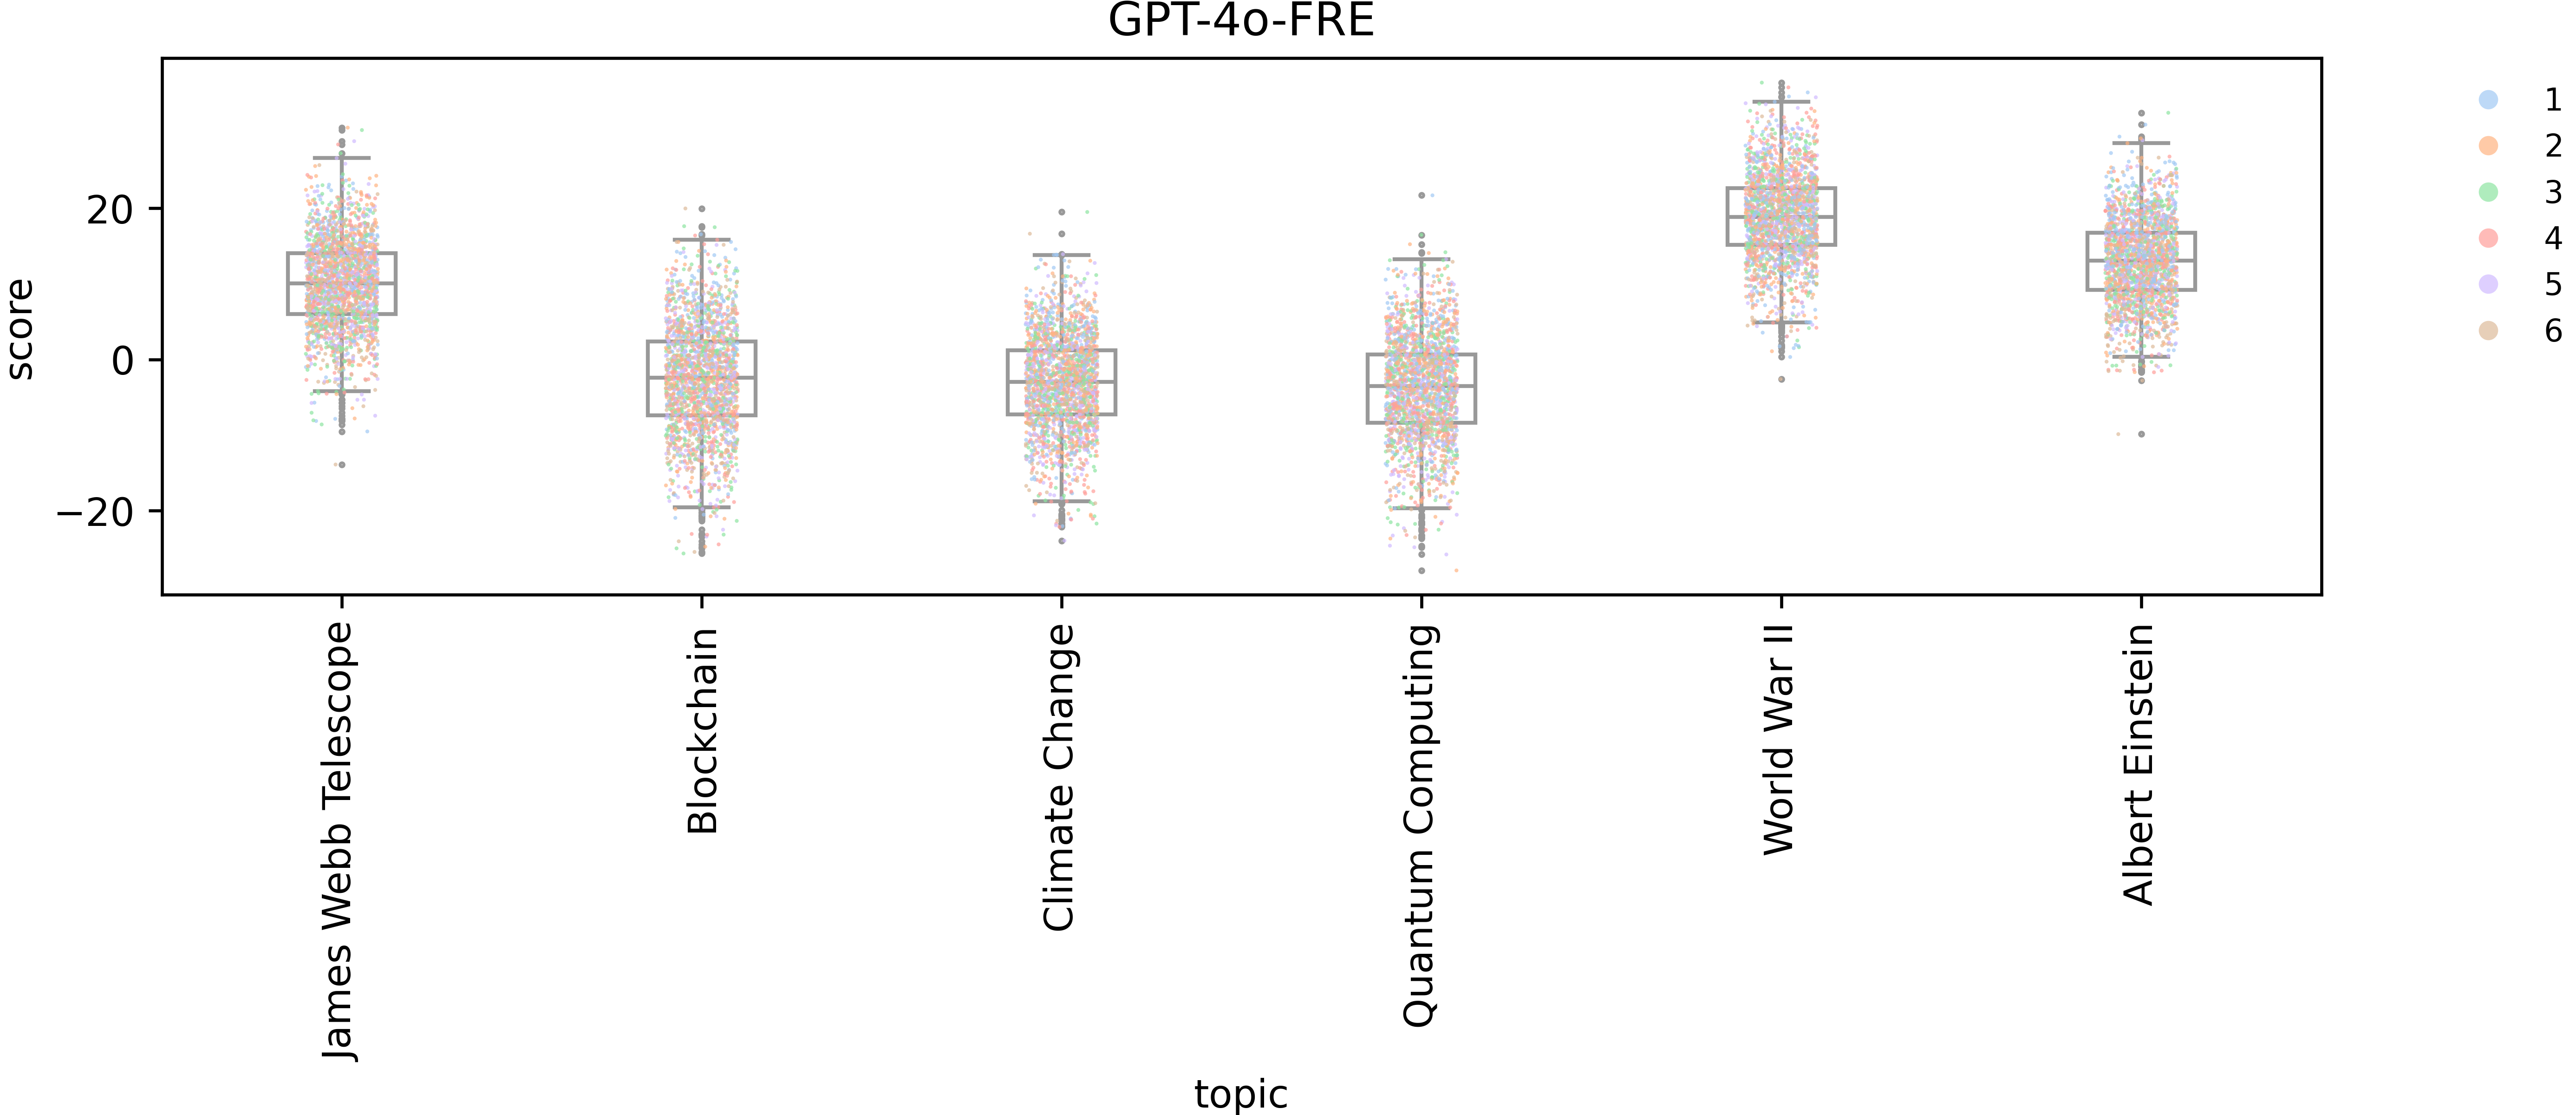 GPT-4o-FRE
score
20
0
−20
James Webb Telescope
Blockchain
Climate Change
Quantum Computing
World War II
Albert Einstein
topic
1
2
3
4
5
6